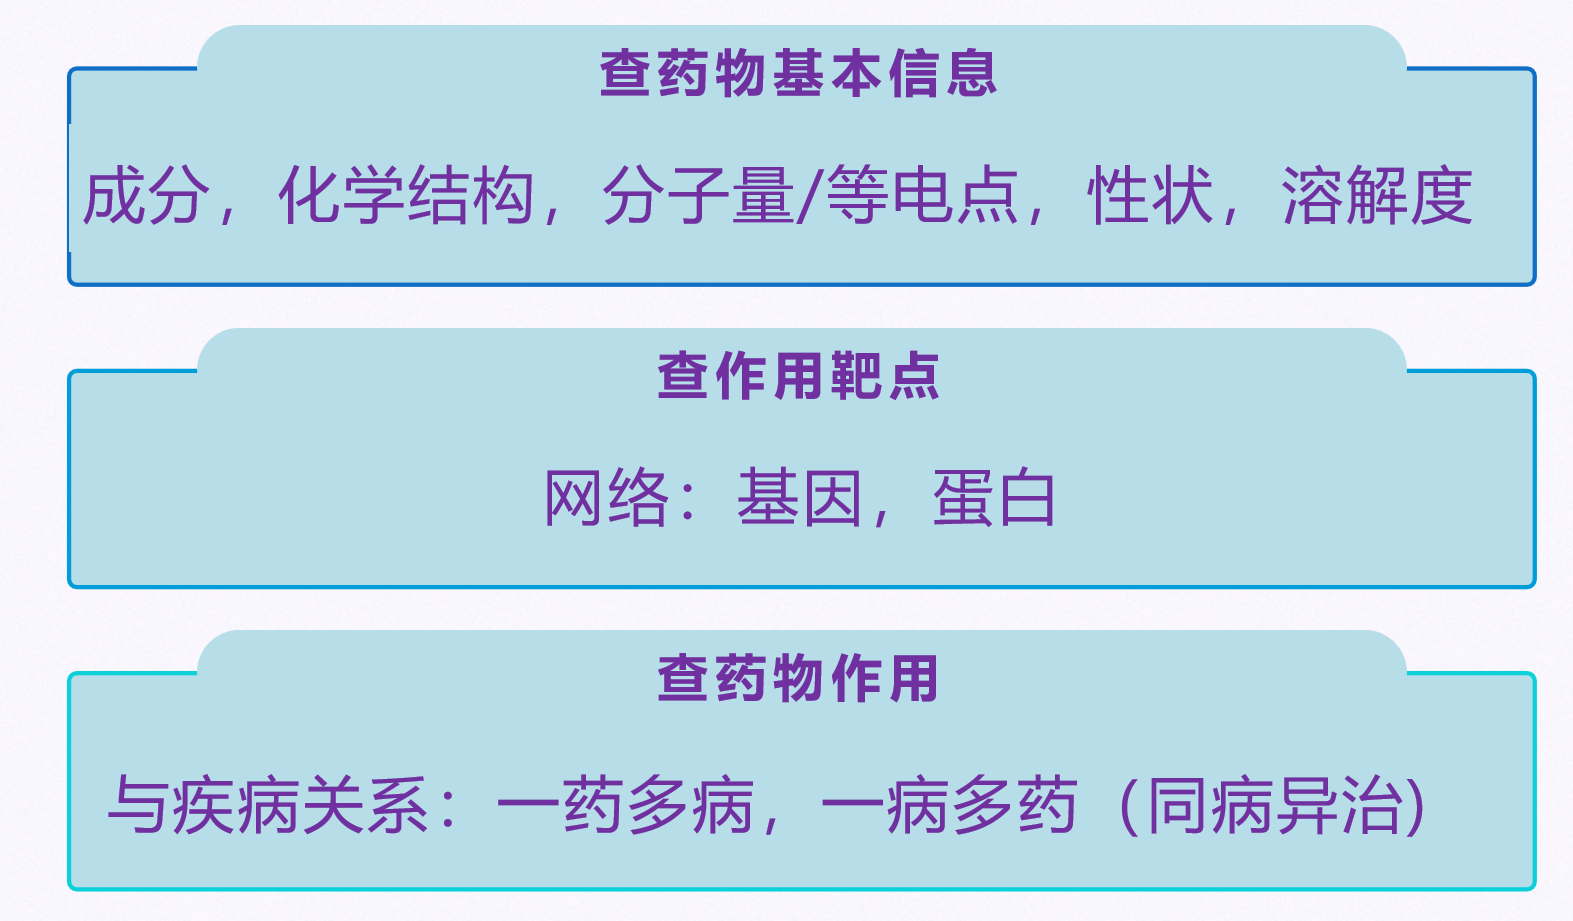 查药物基本信息
成分，化学结构，分子量/等电点，性状，溶解度
查作用靶点
网络：基因，蛋白
查药物作用
与疾病关系：一药多病，一病多药（同病异治)